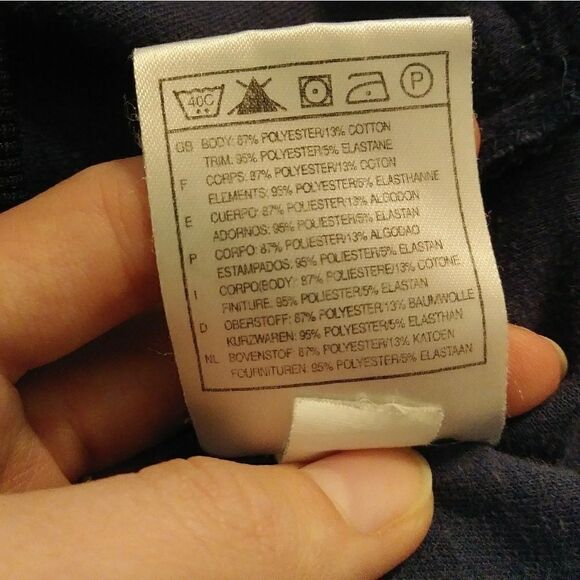 40C P
GB BODY: 87% POLYESTER/13% COTTON
TRIM: 95% POLYESTER/5% ELASTANE
F CORPS: 87% POLYESTER/13% COTON
ELEMENTS: 95% POLYESTER/5% ELASTHANNE
E CUERPO: 87% POLIESTER/13% ALGODON
ADORNOS: 95% POLIESTER/5% ELASTAN
P CORPO: 87% POLIESTER/13% ALGODAO
ESTAMPADOS: 95% POLIESTER/5% ELASTAN
I CORPO/BODY: 87% POLIESTERE/13% COTONE
FINITURE: 95% POLIESTER/5% ELASTAN
D OBERSTOFF: 87% POLYESTER/13% BAUMWOLLE
KURZWAREN: 95% POLYESTER/5% ELASTHAN
NL BOVENSTOF: 87% POLYESTER/13% KATOEN
FOURNITUREN: 95% POLYESTER/5% ELASTAAN